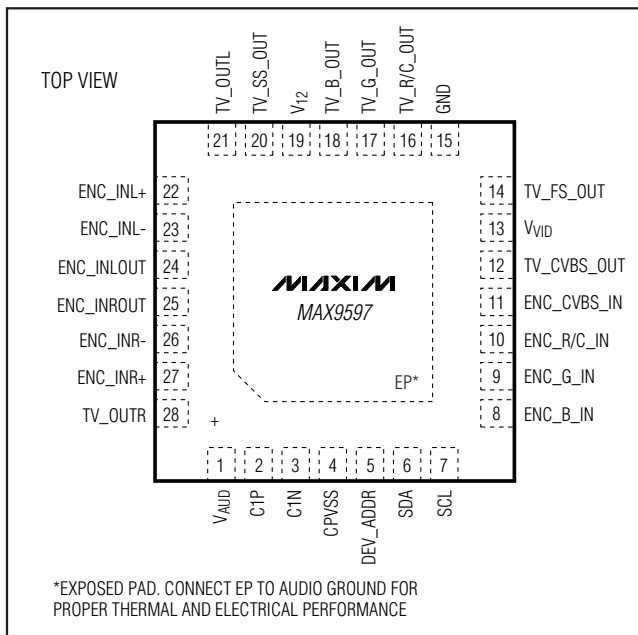 TOP VIEW
TV_OUTL
TV_SS_OUT
V12
TV_B_OUT
TV_G_OUT
TV_R/C_OUT
GND
21 20 19 18 17 16 15
ENC_INL+ 22
ENC_INL- 23
ENC_INLOUT 24
ENC_INROUT 25
ENC_INR- 26
ENC_INR+ 27
TV_OUTR 28
14 TV_FS_OUT
13 VVID
12 TV_CVBS_OUT
11 ENC_CVBS_IN
10 ENC_R/C_IN
9 ENC_G_IN
8 ENC_B_IN
MAXIM
MAX9597
EP*
+
1 2 3 4 5 6 7
VAUD
C1P
C1N
CPVSS
DEV_ADDR
SDA
SCL
*EXPOSED PAD. CONNECT EP TO AUDIO GROUND FOR
PROPER THERMAL AND ELECTRICAL PERFORMANCE